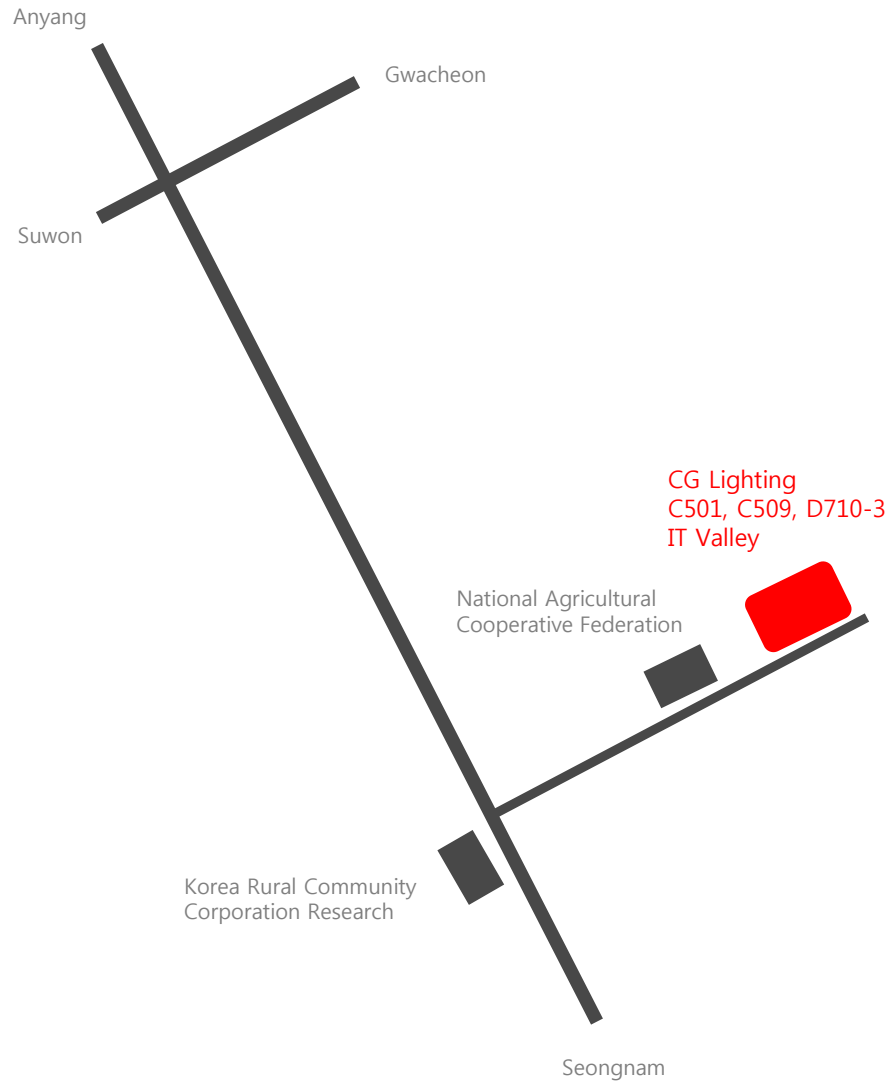 Anyang
Gwacheon
Suwon
CG Lighting
C501, C509, D710-3
IT Valley
National Agricultural
Cooperative Federation
Korea Rural Community
Corporation Research
Seongnam